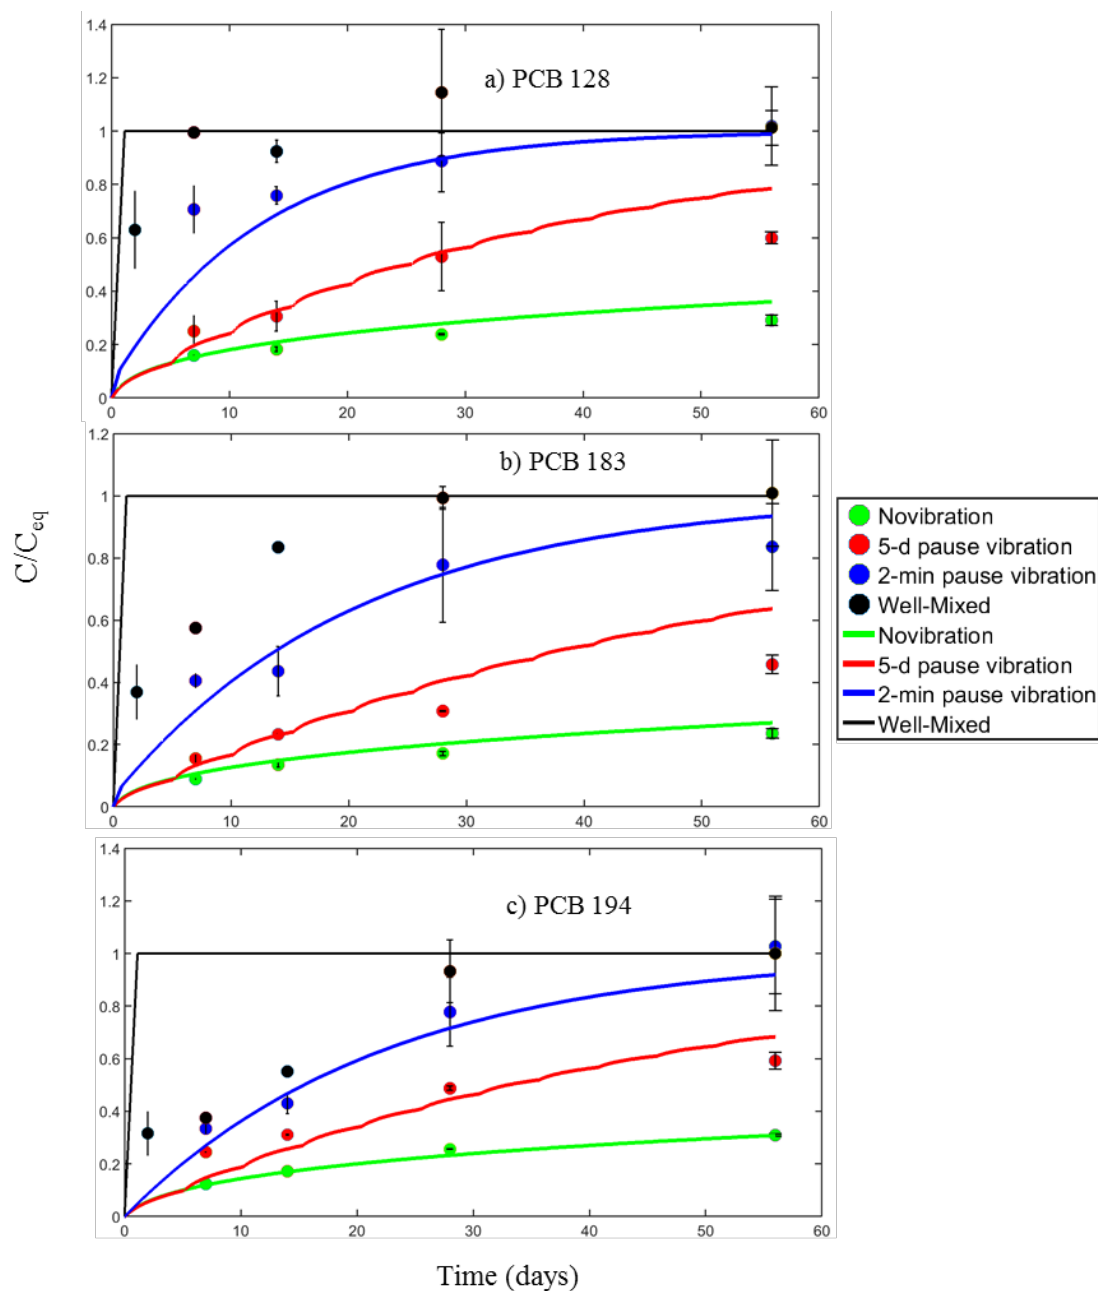 1.4
1.2
1
0.8
0.6
0.4
0.2
0
a) PCB 128
0 10 20 30 40 50 60
1.2
1
0.8
0.6
0.4
0.2
0
b) PCB 183
0 10 20 30 40 50 60
C/Ceq
Novibration
5-d pause vibration
2-min pause vibration
Well-Mixed
Novibration
5-d pause vibration
2-min pause vibration
Well-Mixed
1.4
1.2
1
0.8
0.6
0.4
0.2
0
c) PCB 194
0 10 20 30 40 50 60
Time (days)